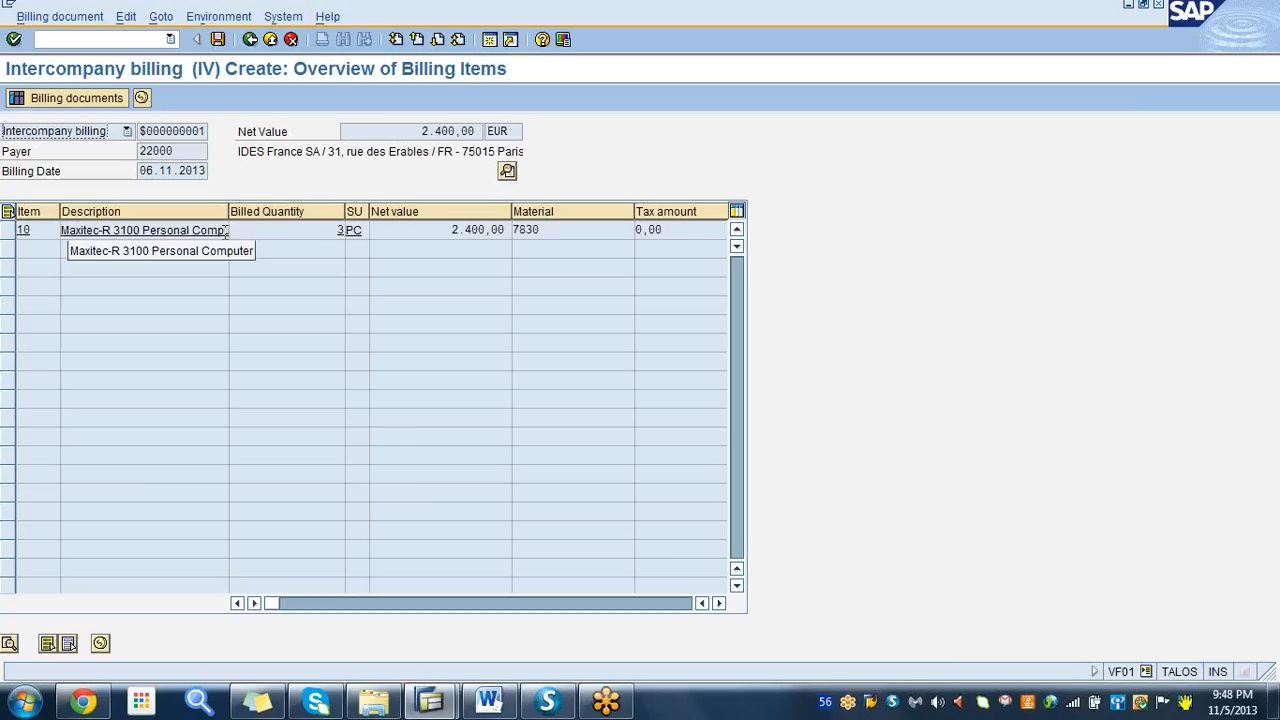 Billing document Edit Goto Environment System Help
SAP
Intercompany billing (IV) Create: Overview of Billing Items
Billing documents
Intercompany billing $000000001 Net Value 2.400,00 EUR
Payer 22000 IDES France SA / 31, rue des Erables / FR - 75015 Paris
Billing Date 06.11.2013
Item Description Billed Quantity SU Net value Material Tax amount
10 Maxitec-R 3100 Personal Comp 3 PC 2.400,00 7830 0,00
Maxitec-R 3100 Personal Computer
VF01 TALOS INS
56 9:48 PM
11/5/2013